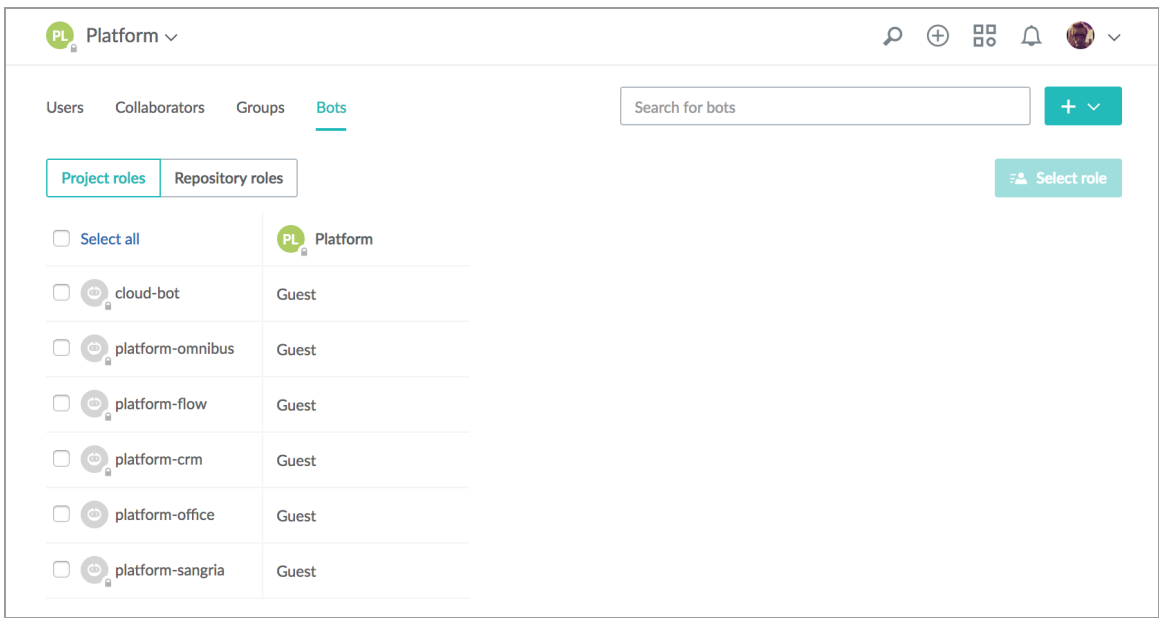 PL Platform
Users Collaborators Groups Bots Search for bots +
Project roles Repository roles Select role
Select all PL Platform
cloud-bot Guest
platform-omnibus Guest
platform-flow Guest
platform-crm Guest
platform-office Guest
platform-sangria Guest